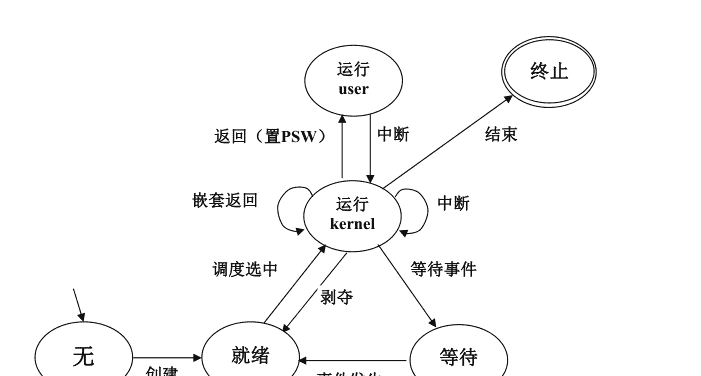 运行
user
终止
返回（置PSW）
中断
结束
嵌套返回
运行
kernel
中断
调度选中
剥夺
等待事件
无
就绪
等待
创建